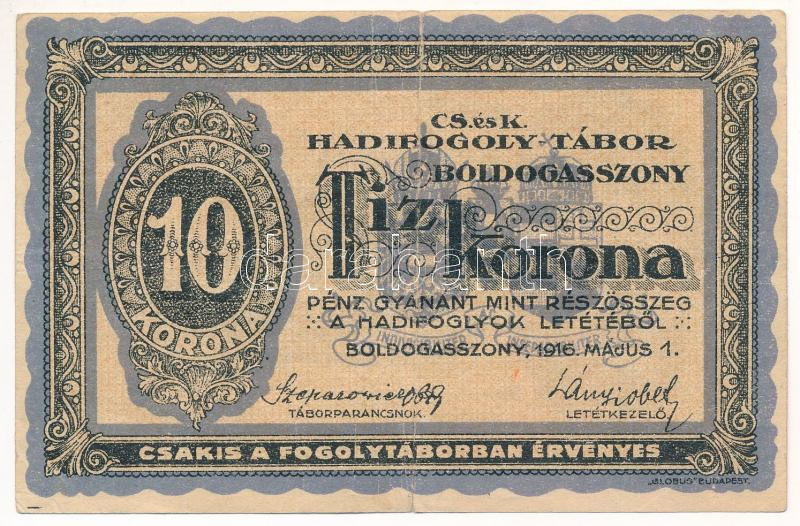 CS. és K.
HADIFOGOLY-TÁBOR
BOLDOGASSZONY
Tíz korona
10
KORONA
PÉNZ GYANÁNT MINT RÉSZÖSSZEG
A HADIFOGLYOK LETÉTÉBŐL
BOLDOGASSZONY, 1916. MÁJUS 1.
TÁBORPARANCSNOK.
LETÉTKEZELŐ.
CSAKIS A FOGOLYTÁBORBAN ÉRVÉNYES
„GLOBUS” BUDAPEST.
darabanth